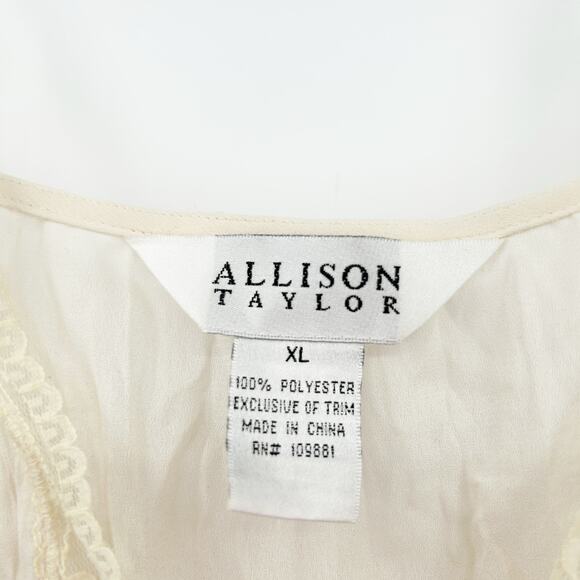 ALLISON
TAYLOR
XL
100% POLYESTER
EXCLUSIVE OF TRIM
MADE IN CHINA
RN# 109881